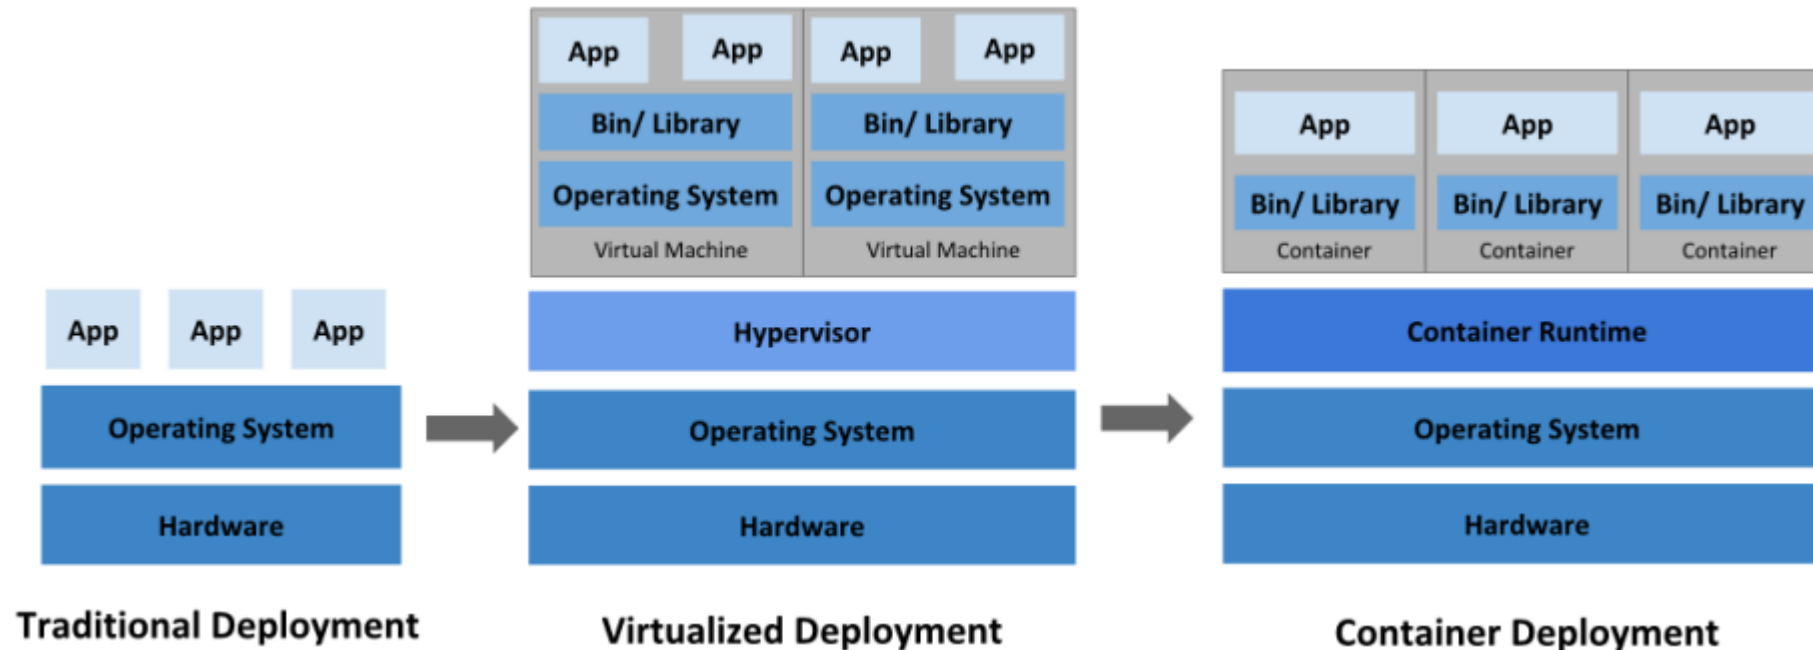 App
App
App
Operating System
Hardware
Traditional Deployment
App
App
App
App
Bin/ Library
Bin/ Library
Operating System
Operating System
Virtual Machine
Virtual Machine
Hypervisor
Operating System
Hardware
Virtualized Deployment
App
App
App
Bin/ Library
Bin/ Library
Bin/ Library
Container
Container
Container
Container Runtime
Operating System
Hardware
Container Deployment